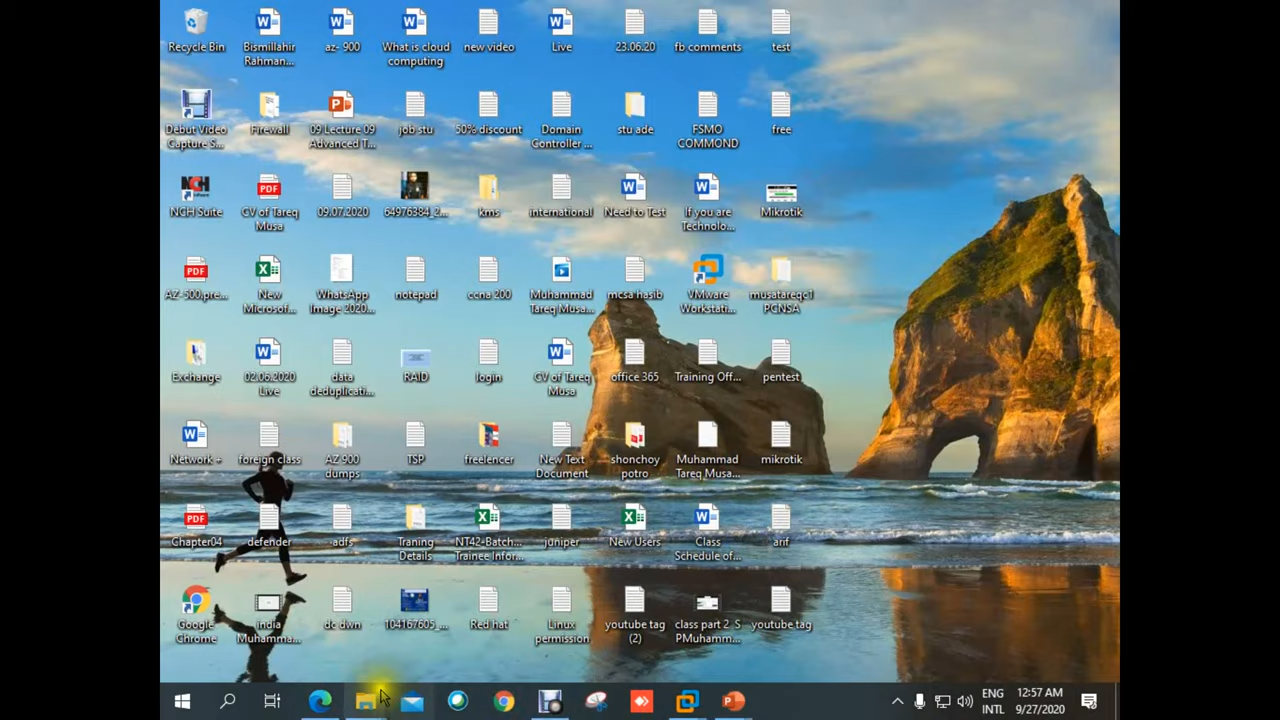 Recycle Bin
Bismillahir
Rahman...
az- 900
What is cloud
computing
new video
Live
23.06.20
fb comments
test
Debut Video
Capture S...
Firewall
09 Lecture 09
Advanced T...
job stu
50% discount
Domain
Controller ...
stu ade
FSMO
COMMOND
free
NCH Suite
CV of Tareq
Musa
09.07.2020
64976384_2...
kms
international
Need to Test
If you are
Technolo...
Mikrotik
AZ-500.pre...
New
Microsof...
WhatsApp
Image 2020...
notepad
ccna 200
Muhammad
Tareq Musa...
mcsa hasib
VMware
Workstati...
musatareqc1
PCNSA
Exchange
02.06.2020
Live
data
deduplicati...
RAID
login
CV of Tareq
Musa
office 365
Training Off...
pentest
Network +
foreign class
AZ 900
dumps
TSP
freelencer
New Text
Document
shonchoy
potro
Muhammad
Tareq Musa...
mikrotik
Chapter04
defender
adfs
Traning
Details
NT42-Batch...
Trainee Infor...
juniper
New Users
Class
Schedule of...
arif
Google
Chrome
india
Muhamma...
dc dwn
104167605_...
Red hat
Linux
permission
youtube tag
(2)
class part 2_S
PMuhamm...
youtube tag
ENG
INTL
12:57 AM
9/27/2020